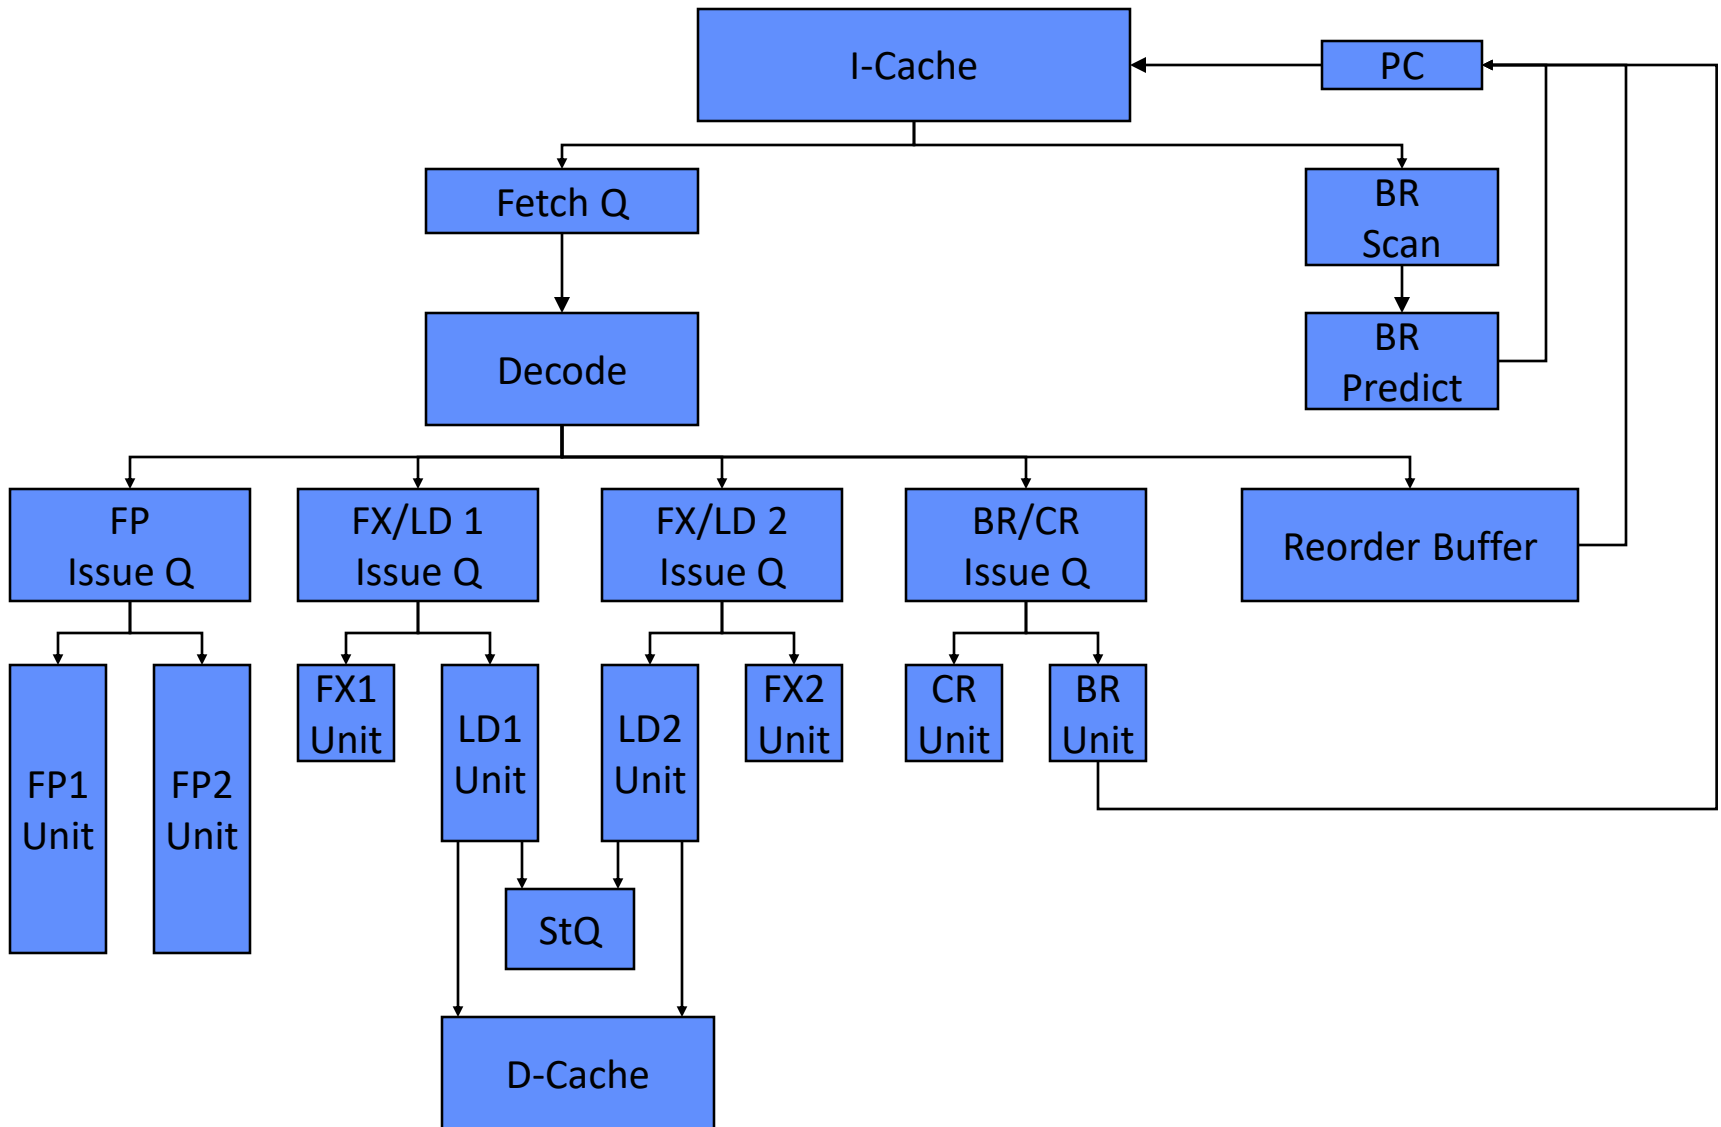 I-Cache
PC
Fetch Q
BR
Scan
Decode
BR
Predict
FP
Issue Q
FX/LD 1
Issue Q
FX/LD 2
Issue Q
BR/CR
Issue Q
Reorder Buffer
FP1
Unit
FP2
Unit
FX1
Unit
LD1
Unit
LD2
Unit
FX2
Unit
CR
Unit
BR
Unit
StQ
D-Cache